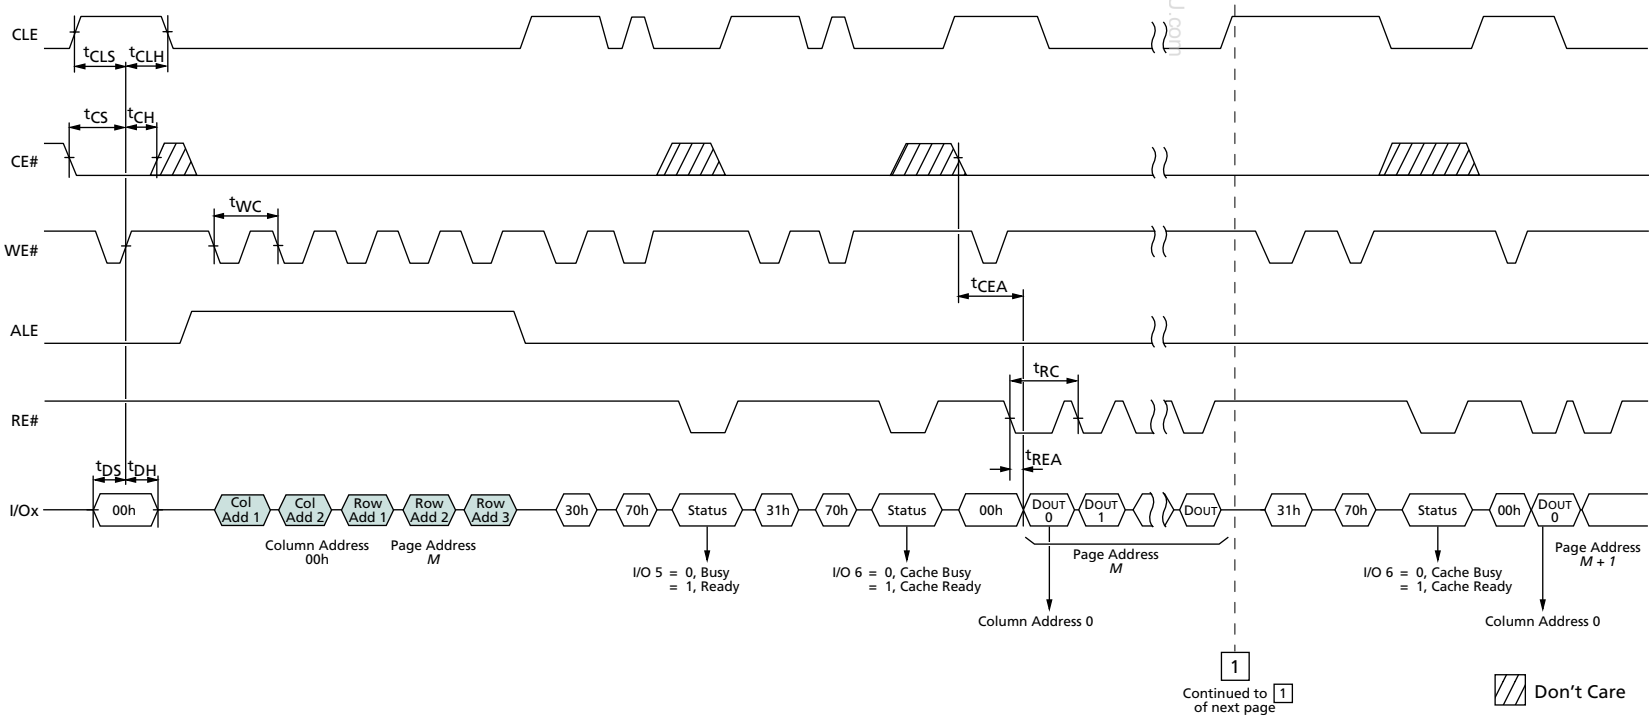 U.com
CLE
tCLS tCLH
tCS tCH
CE#
tWC
WE#
tCEA
ALE
tRC
RE#
tREA
tDS tDH
I/Ox
00h
Col Add 1
Col Add 2
Row Add 1
Row Add 2
Row Add 3
30h
70h
Status
31h
70h
Status
00h
DOUT 0
DOUT 1
DOUT
31h
70h
Status
00h
DOUT 0
Column Address
00h
Page Address
M
I/O 5 = 0, Busy
= 1, Ready
I/O 6 = 0, Cache Busy
= 1, Cache Ready
Page Address
M
I/O 6 = 0, Cache Busy
= 1, Cache Ready
Page Address
M + 1
Column Address 0
Column Address 0
1
Continued to 1
of next page
Don't Care